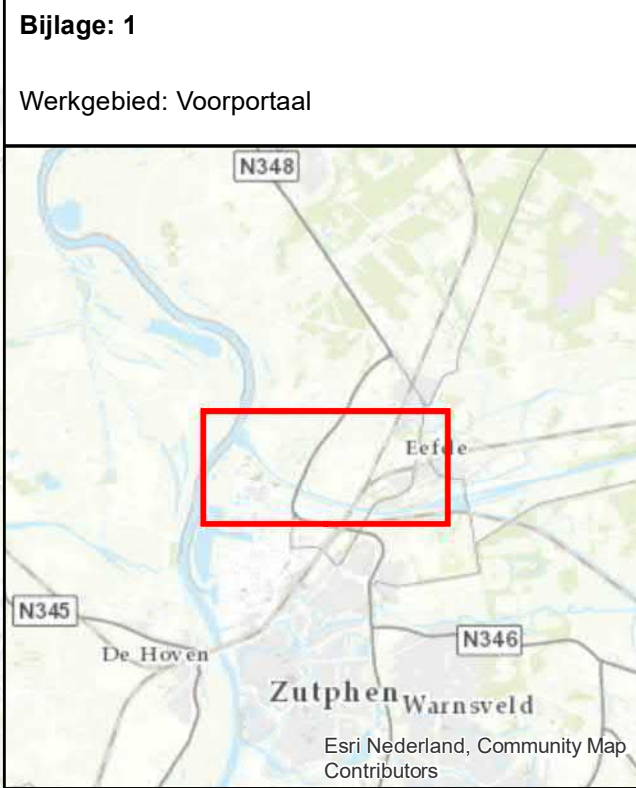 Bijlage: 1
Werkgebied: Voorportaal
N348
Eefde
N345
De Hoven
N346
Zutphen
Warnsveld
Esri Nederland, Community Map
Contributors